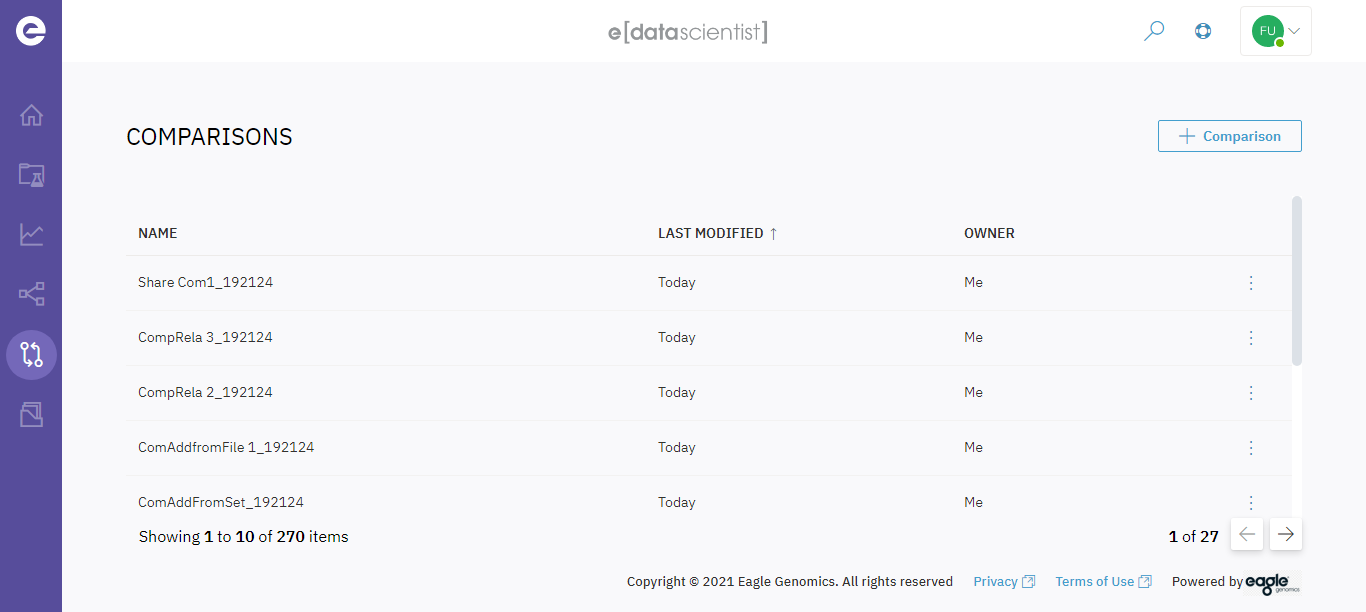 e[datascientist]
FU
COMPARISONS
Comparison
NAME LAST MODIFIED ↑ OWNER
Share Com1_192124 Today Me
CompRela 3_192124 Today Me
CompRela 2_192124 Today Me
ComAddfromFile 1_192124 Today Me
ComAddFromSet_192124 Today Me
Showing 1 to 10 of 270 items 1 of 27
Copyright © 2021 Eagle Genomics. All rights reserved Privacy Terms of Use Powered by eagle genomics